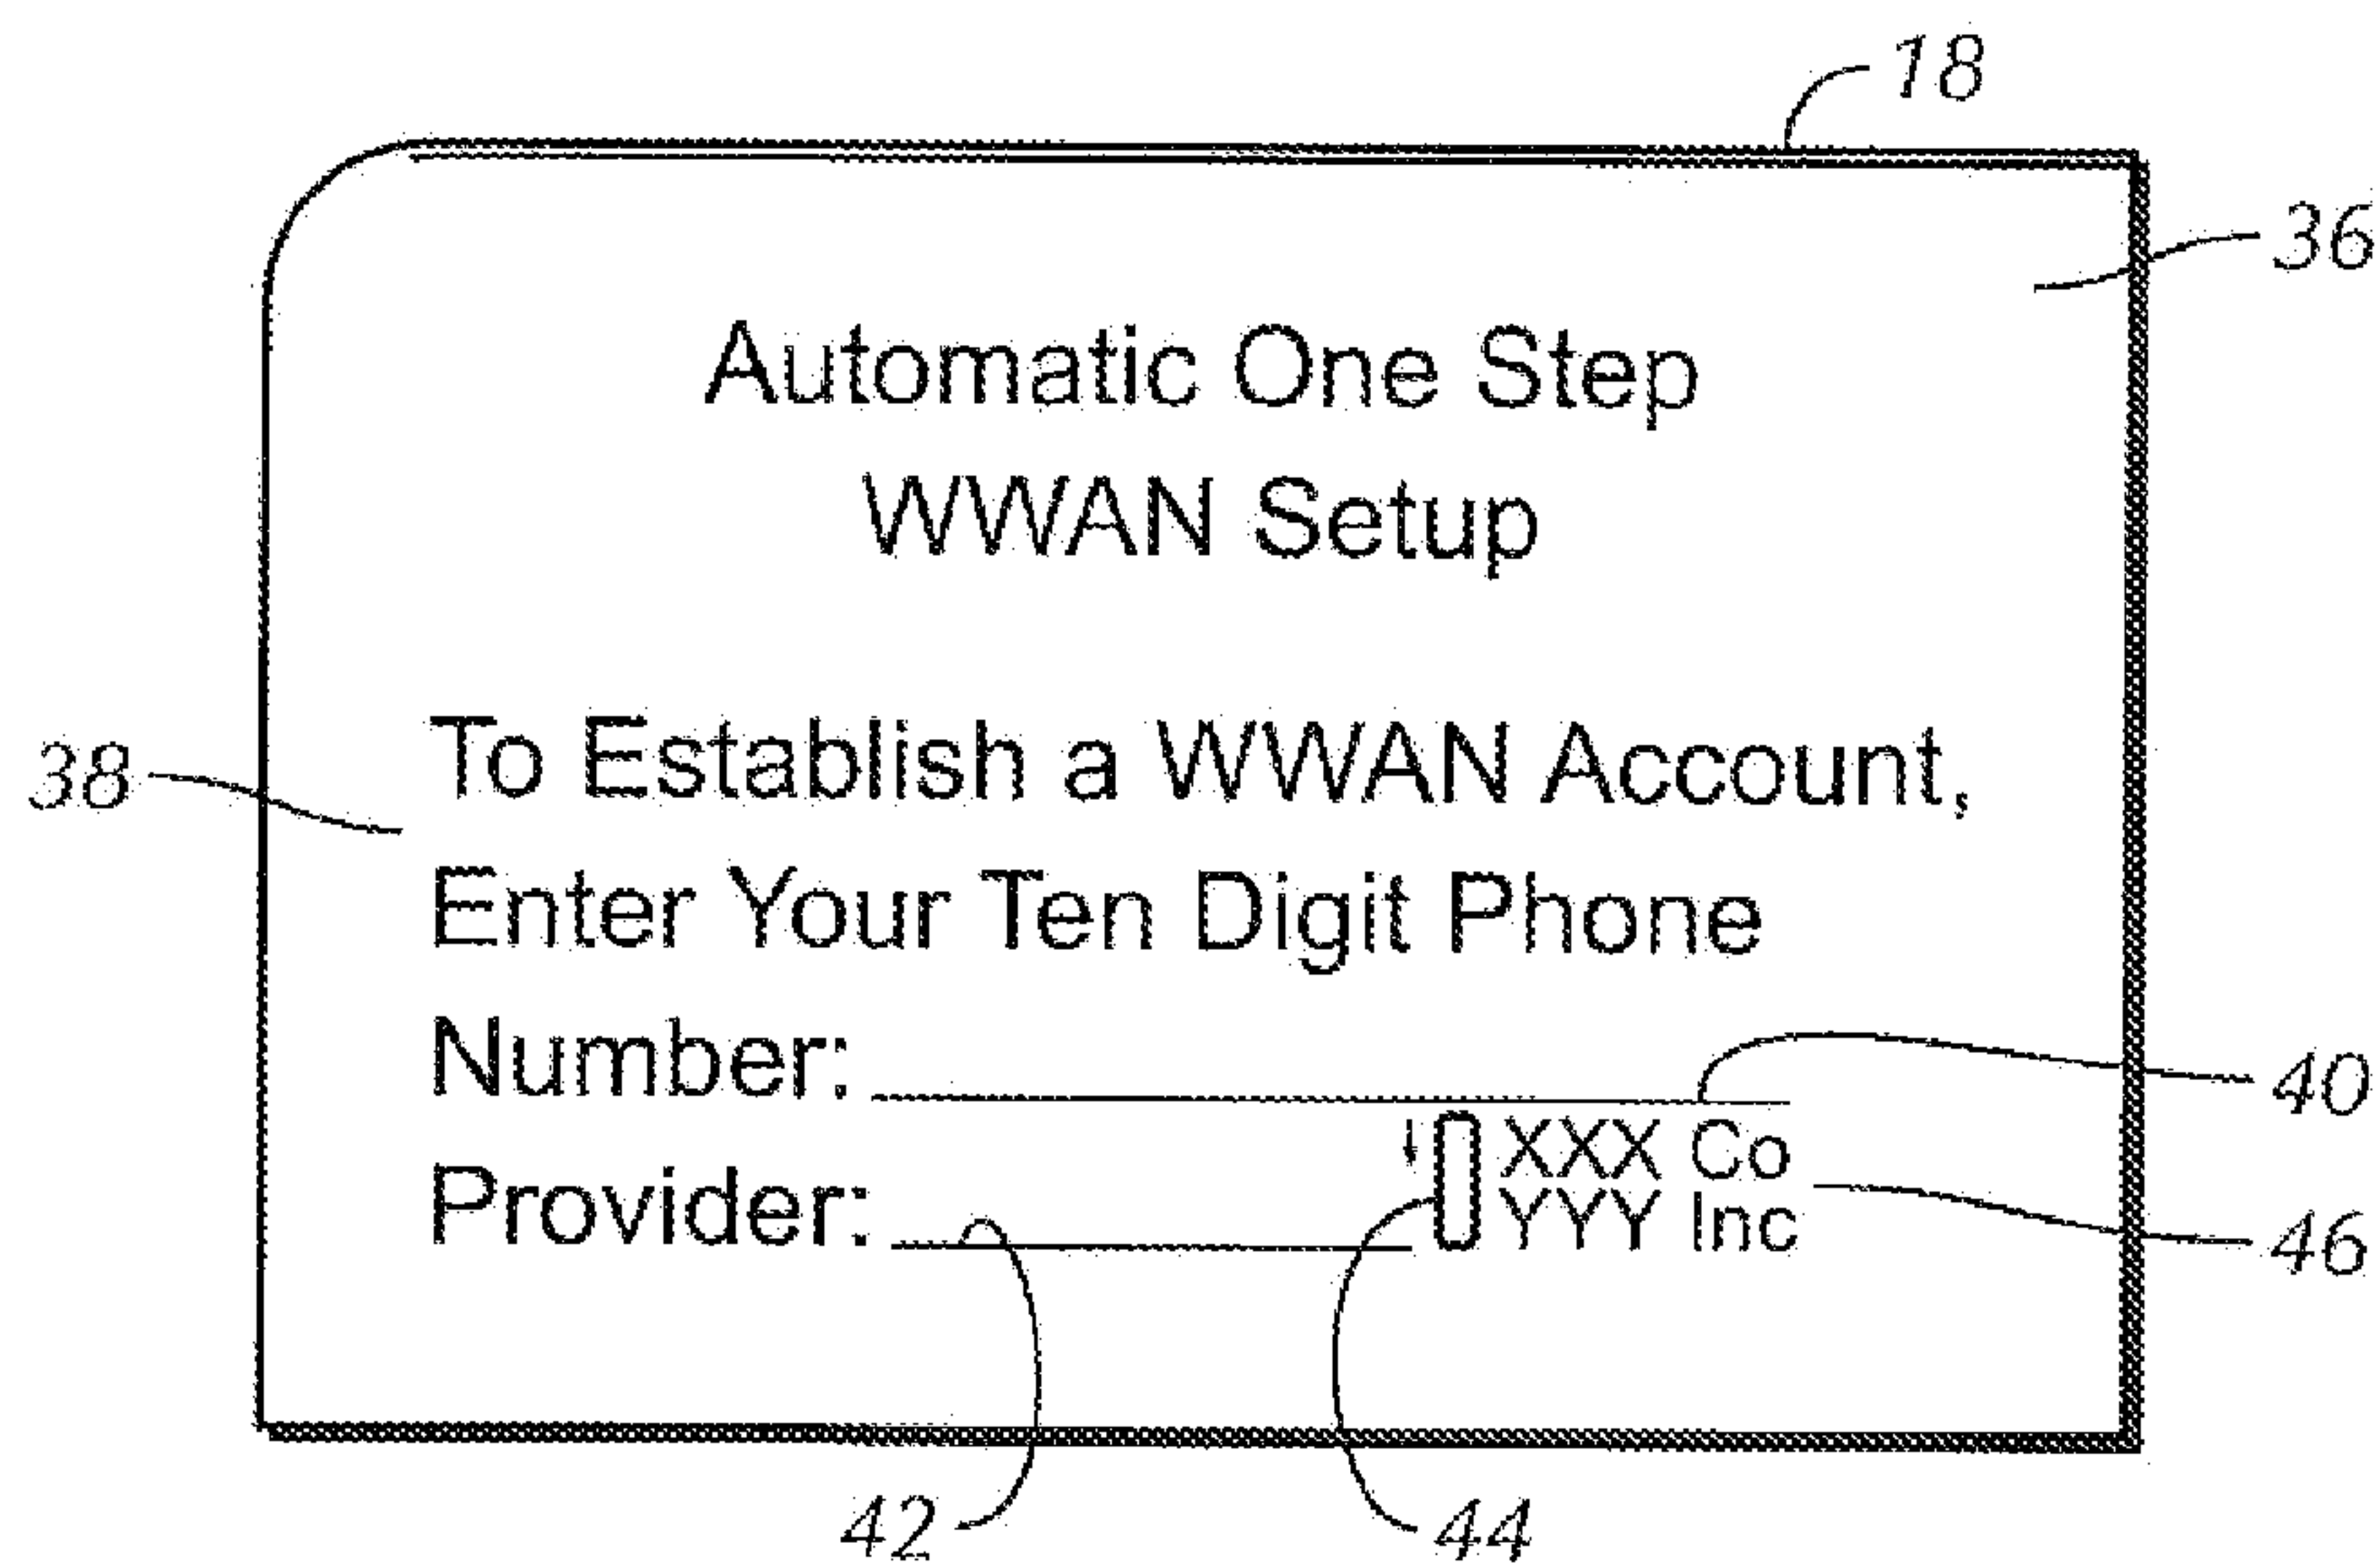 18
36
Automatic One Step
WWAN Setup
38
To Establish a WWAN Account,
Enter Your Ten Digit Phone
Number:
40
XXX Co
Provider:
YYY Inc
46
42
44